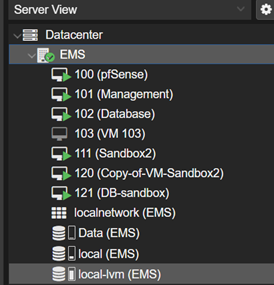 Server View
Datacenter
EMS
100 (pfSense)
101 (Management)
102 (Database)
103 (VM 103)
111 (Sandbox2)
120 (Copy-of-VM-Sandbox2)
121 (DB-sandbox)
localnetwork (EMS)
Data (EMS)
local (EMS)
local-lvm (EMS)